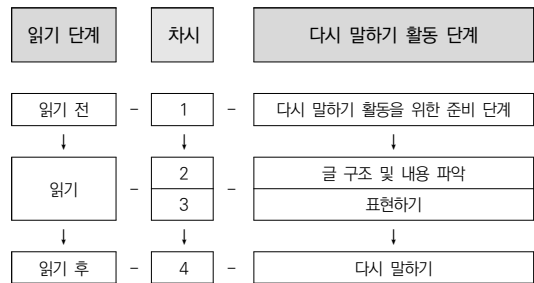 읽기 단계 차시 다시 말하기 활동 단계
읽기 전 - 1 - 다시 말하기 활동을 위한 준비 단계
↓ ↓ ↓
읽기 - 2 - 글 구조 및 내용 파악
3 표현하기
↓ ↓ ↓
읽기 후 - 4 - 다시 말하기